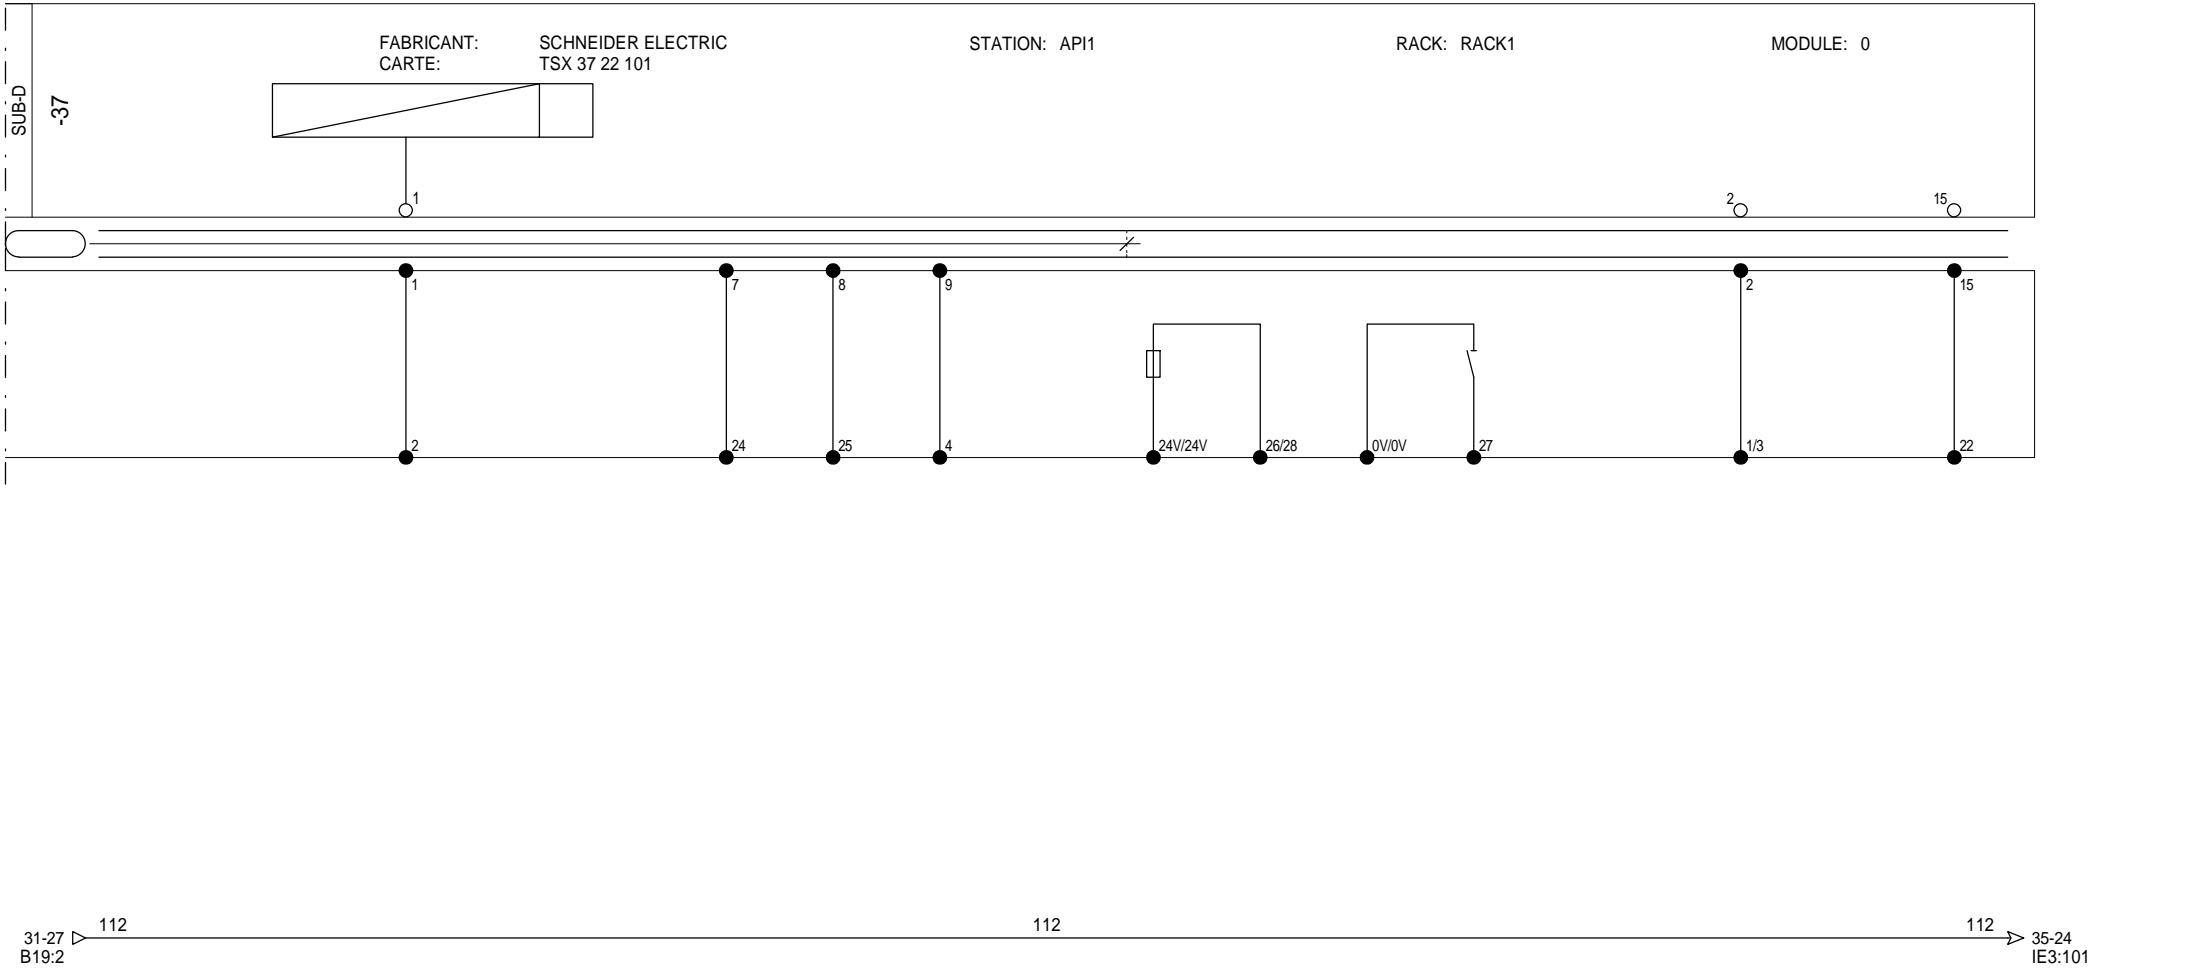 FABRICANT: SCHNEIDER ELECTRIC STATION: API1 RACK: RACK1 MODULE: 0
CARTE: TSX 37 22 101
SUB-D
-37
1 2 15
1 7 8 9 2 15
2 24 25 4 24V/24V 26/28 0V/0V 27 1/3 22
112 112 112
31-27 35-24
B19:2 IE3:101